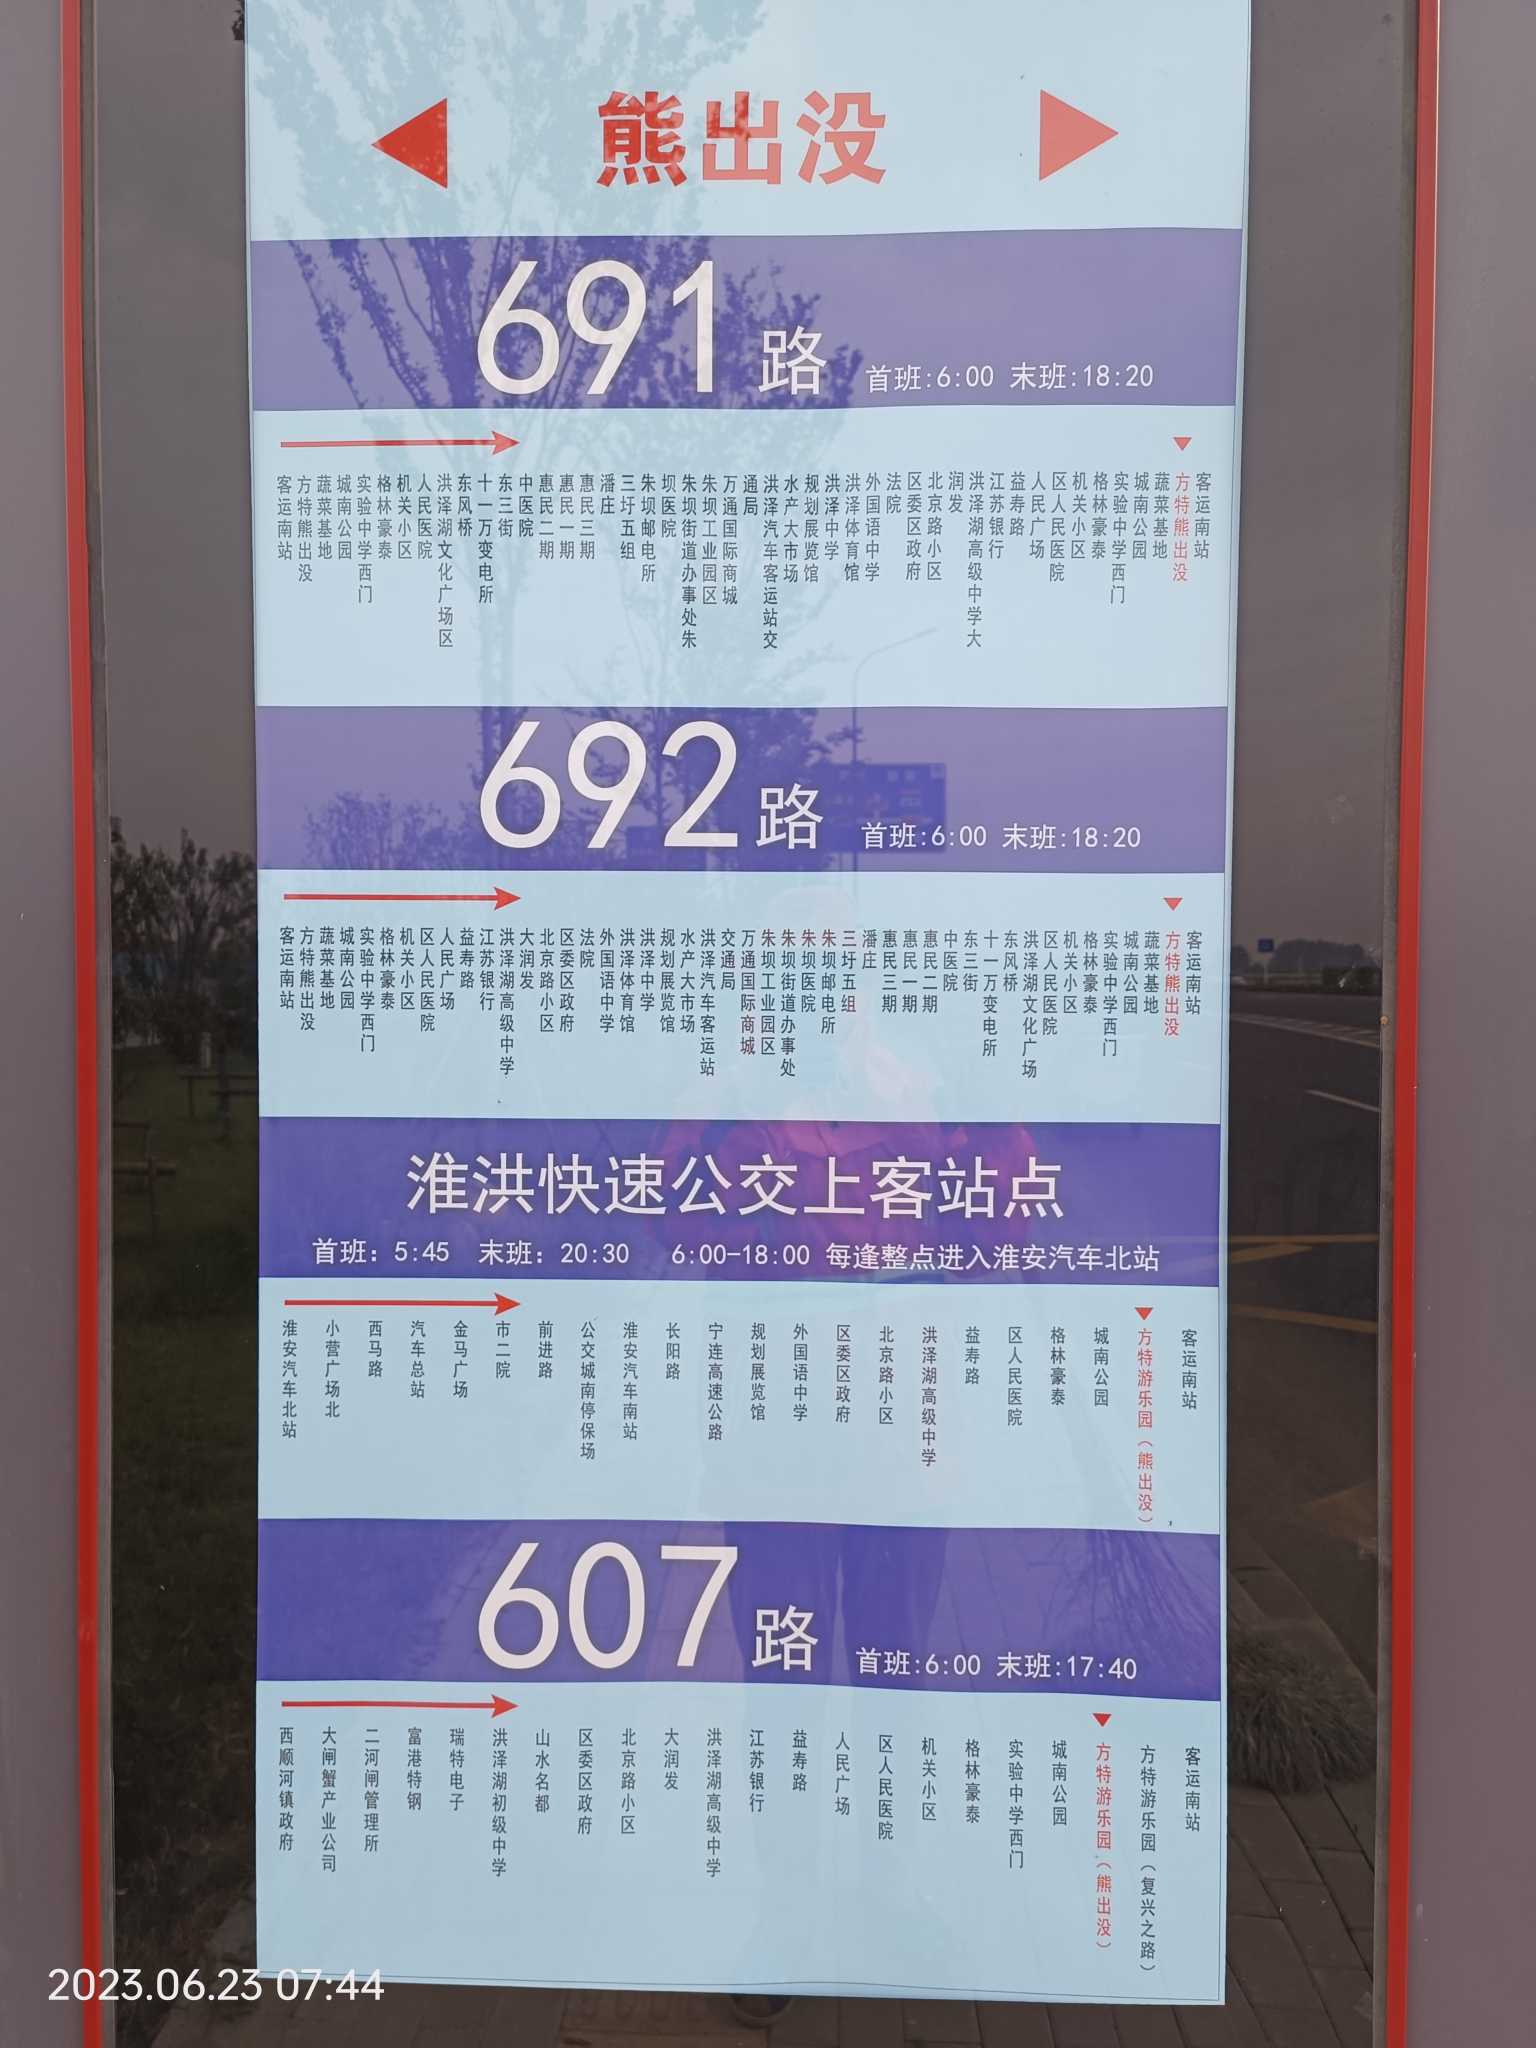 熊出没
691路 首班:6:00 末班:18:20
客运南站
方特熊出没
蔬菜基地
城南公园
实验中学西门
格林豪泰
机关小区
人民医院
洪泽湖文化广场区
东风桥
十一万变电所
东三街
中医院
惠民二期
惠民一期
惠民三期
潘庄
三圩五组
朱坝邮电所
坝医院
朱坝街道办事处朱
朱坝工业园区
万通国际商城
通局
洪泽汽车客运站交
水产大市场
规划展览馆
洪泽中学
洪泽体育馆
外国语中学
法院
区委区政府
北京路小区
润发
洪泽湖高级中学大
江苏银行
益寿路
人民广场
区人民医院
机关小区
格林豪泰
实验中学西门
城南公园
蔬菜基地
方特熊出没
客运南站
692路 首班:6:00 末班:18:20
客运南站
方特熊出没
蔬菜基地
城南公园
实验中学西门
格林豪泰
机关小区
区人民医院
人民广场
益寿路
江苏银行
洪泽湖高级中学
大润发
北京路小区
区委区政府
法院
外国语中学
洪泽体育馆
洪泽中学
规划展览馆
水产大市场
洪泽汽车客运站
交通局
万通国际商城
朱坝工业园区
朱坝街道办事处
朱坝医院
朱坝邮电所
三圩五组
潘庄
惠民三期
惠民一期
惠民二期
中医院
东三街
十一万变电所
东风桥
洪泽湖文化广场
区人民医院
机关小区
格林豪泰
实验中学西门
城南公园
蔬菜基地
方特熊出没
客运南站
淮洪快速公交上客站点
首班：5:45 末班：20:30 6:00-18:00 每逢整点进入淮安汽车北站
淮安汽车北站
小营广场北
西马路
汽车总站
金马广场
市二院
前进路
公交城南停保场
淮安汽车南站
长阳路
宁连高速公路
规划展览馆
外国语中学
区委区政府
北京路小区
洪泽湖高级中学
益寿路
区人民医院
格林豪泰
城南公园
方特游乐园（熊出没）
客运南站
607路 首班:6:00 末班:17:40
西顺河镇政府
大闸蟹产业公司
二河闸管理所
富港特钢
瑞特电子
洪泽湖初级中学
山水名都
区委区政府
北京路小区
大润发
洪泽湖高级中学
江苏银行
益寿路
人民广场
区人民医院
机关小区
格林豪泰
实验中学西门
城南公园
方特游乐园（熊出没）
方特游乐园（复兴之路）
客运南站
2023.06.23 07:44